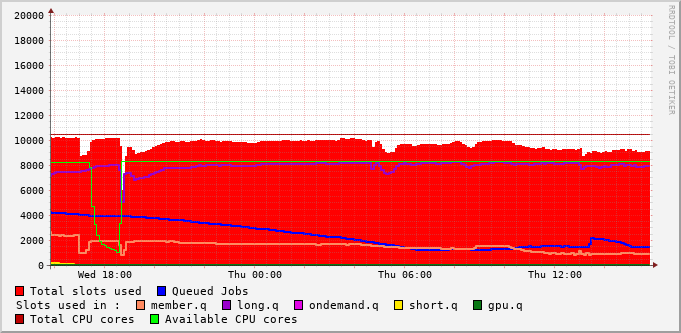 RRDTOOL / TOBI OETIKER
20000
18000
16000
14000
12000
10000
8000
6000
4000
2000
0
Wed 18:00 Thu 00:00 Thu 06:00 Thu 12:00
Total slots used Queued Jobs
Slots used in : member.q long.q ondemand.q short.q gpu.q
Total CPU cores Available CPU cores